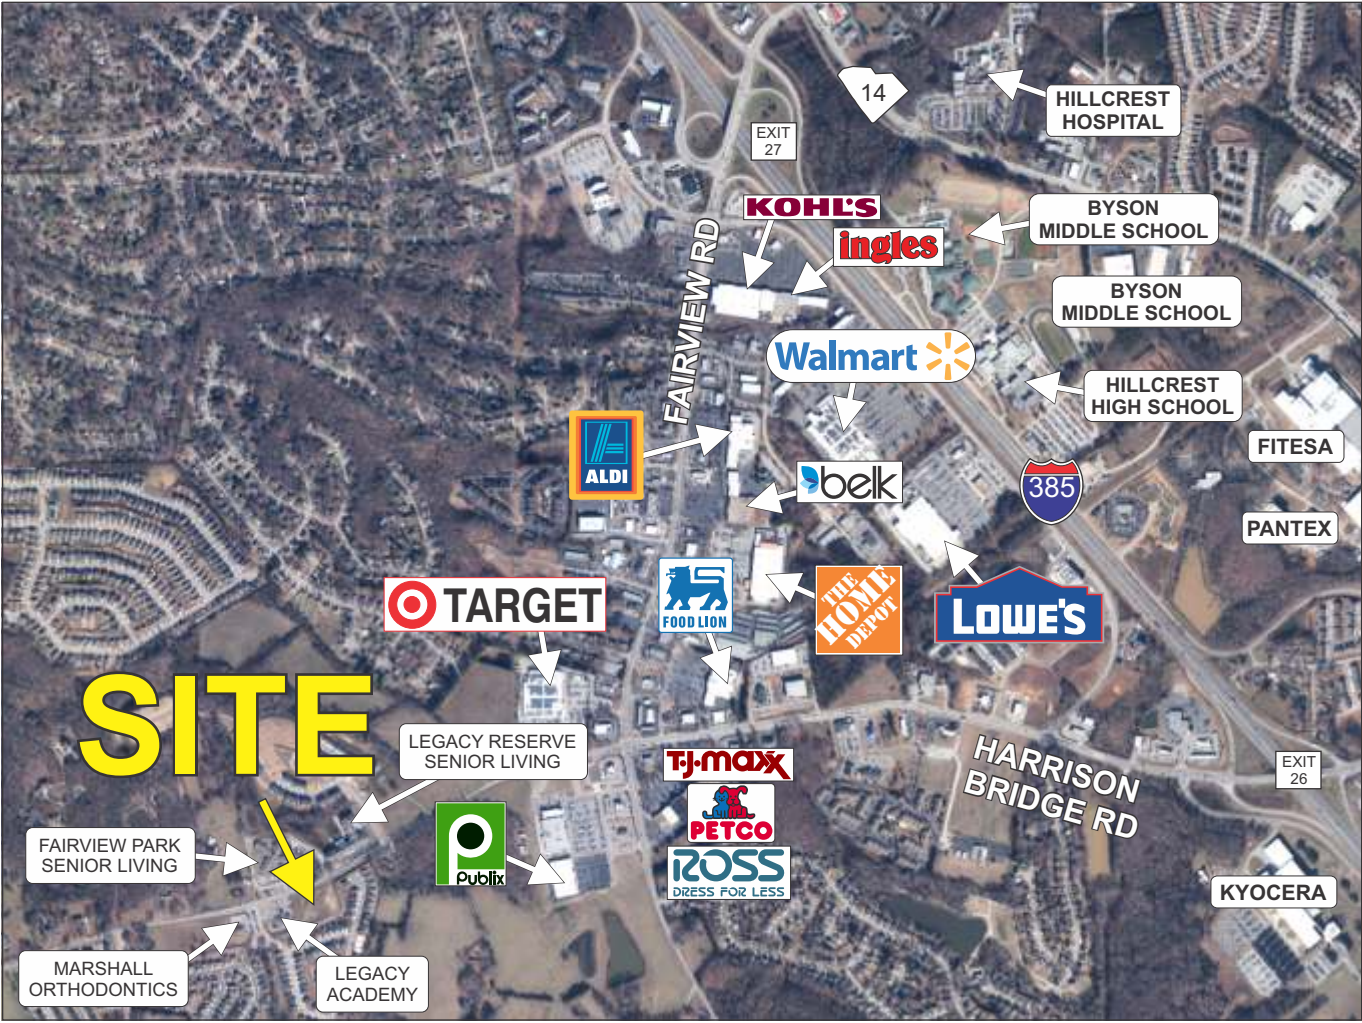 14
HILLCREST
HOSPITAL
EXIT
27
KOHL'S
BYSON
MIDDLE SCHOOL
ingles
FAIRVIEW RD
BYSON
MIDDLE SCHOOL
Walmart
HILLCREST
HIGH SCHOOL
ALDI
FITESA
belk
385
PANTEX
TARGET
FOOD LION
THE
HOME
DEPOT
LOWE'S
SITE
LEGACY RESERVE
SENIOR LIVING
T.J.maxx
HARRISON
BRIDGE RD
EXIT
26
PETCO
FAIRVIEW PARK
SENIOR LIVING
Publix
ROSS
DRESS FOR LESS
KYOCERA
MARSHALL
ORTHODONTICS
LEGACY
ACADEMY